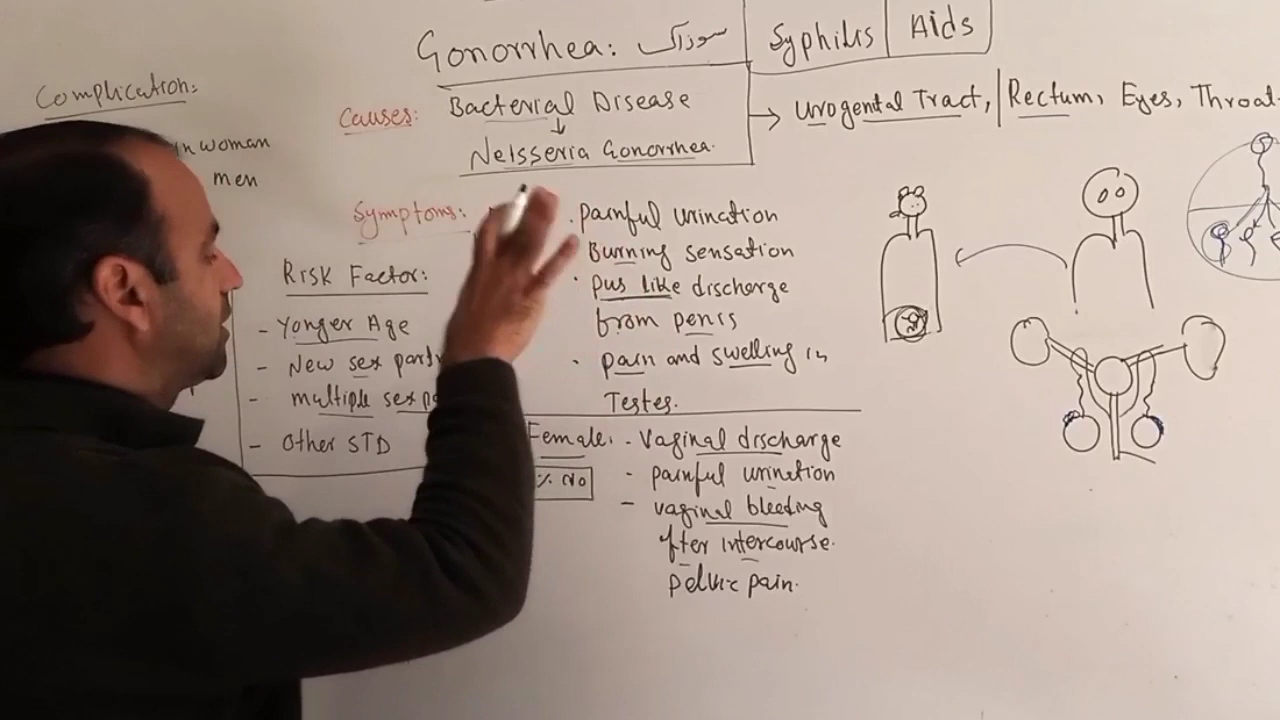 Gonorrhea: سوزاک
Syphilis
Aids
Complication:
in woman
men
Causes: Bacterial Disease
Neisseria Gonorrhea.
Urogental Tract, Rectum, Eyes, Throat
Symptoms:
. Painful urination
Burning sensation
. Pus like discharge
from penis
. Pain and swelling in
Testes.
Risk Factor:
- Yonger Age
- New sex
- multiple sex
- Other STD
Female. - Vaginal discharge
- painful urination
- vaginal bleeding
after intercourse.
pelvic pain.
% No